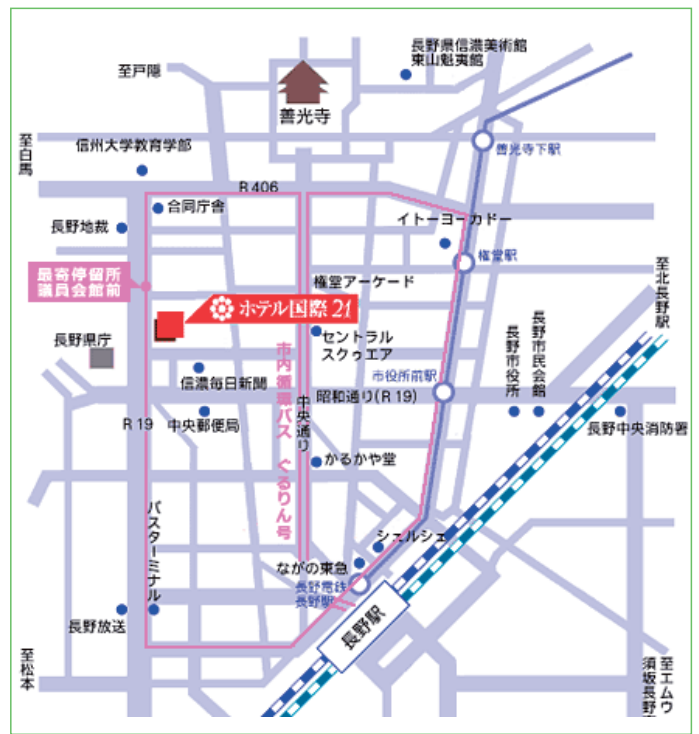 長野県信濃美術館
東山魁夷館
至戸隠
善光寺
至白馬
信州大学教育学部
善光寺下駅
R 406
合同庁舎
長野地裁
イトーヨーカドー
権堂駅
最寄停留所
議員会館前
権堂アーケード
至北長野駅
ホテル国際21
長野県庁
セントラル
スクゥエア
信濃毎日新聞
市役所前駅
長野市役所
長野市民会館
中央通り
昭和通り(R 19)
R 19
中央郵便局
長野中央消防署
市内循環バス ぐるりん号
かるかや堂
バスターミナル
シェルシェ
ながの東急
長野電鉄
長野駅
長野駅
長野放送
至松本
至エムウ
須坂長野